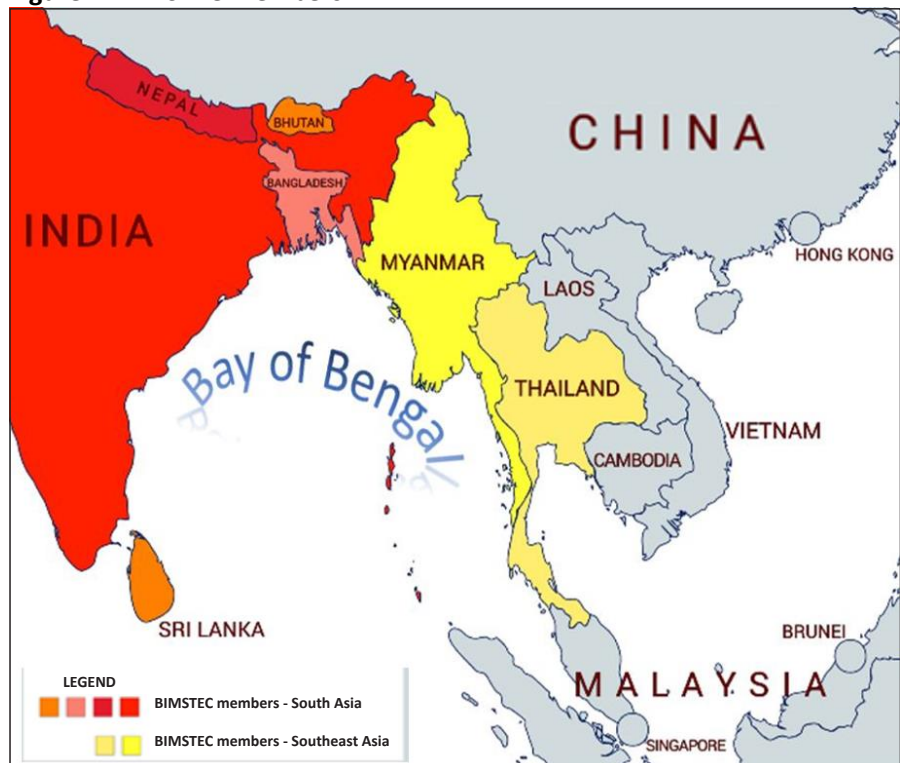 NEPAL
BHUTAN
CHINA
BANGLADESH
INDIA
MYANMAR
HONG KONG
LAOS
Bay of Bengal
THAILAND
VIETNAM
CAMBODIA
SRI LANKA
BRUNEI
MALAYSIA
SINGAPORE
LEGEND
BIMSTEC members - South Asia
BIMSTEC members - Southeast Asia